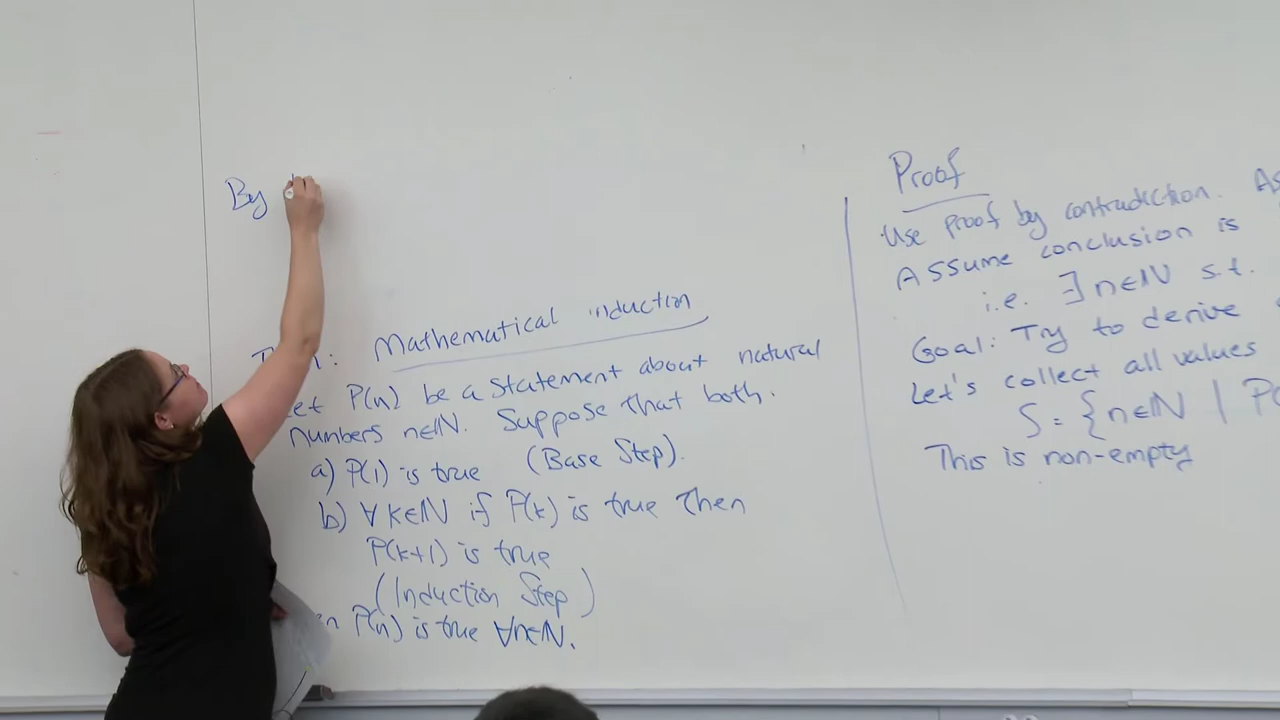 By
: Mathematical induction
et P(n) be a statement about natural
numbers n∈ℕ. Suppose that both.
a) P(1) is true (Base Step).
b) ∀ k∈ℕ if P(k) is true Then
P(k+1) is true
(Induction Step)
n P(n) is true ∀n∈ℕ.
Proof
Use proof by contradiction. As
Assume conclusion is
i.e. ∃ n∈ℕ s.t.
Goal: Try to derive
Let's collect all values
S = {n∈ℕ | P(
This is non-empty